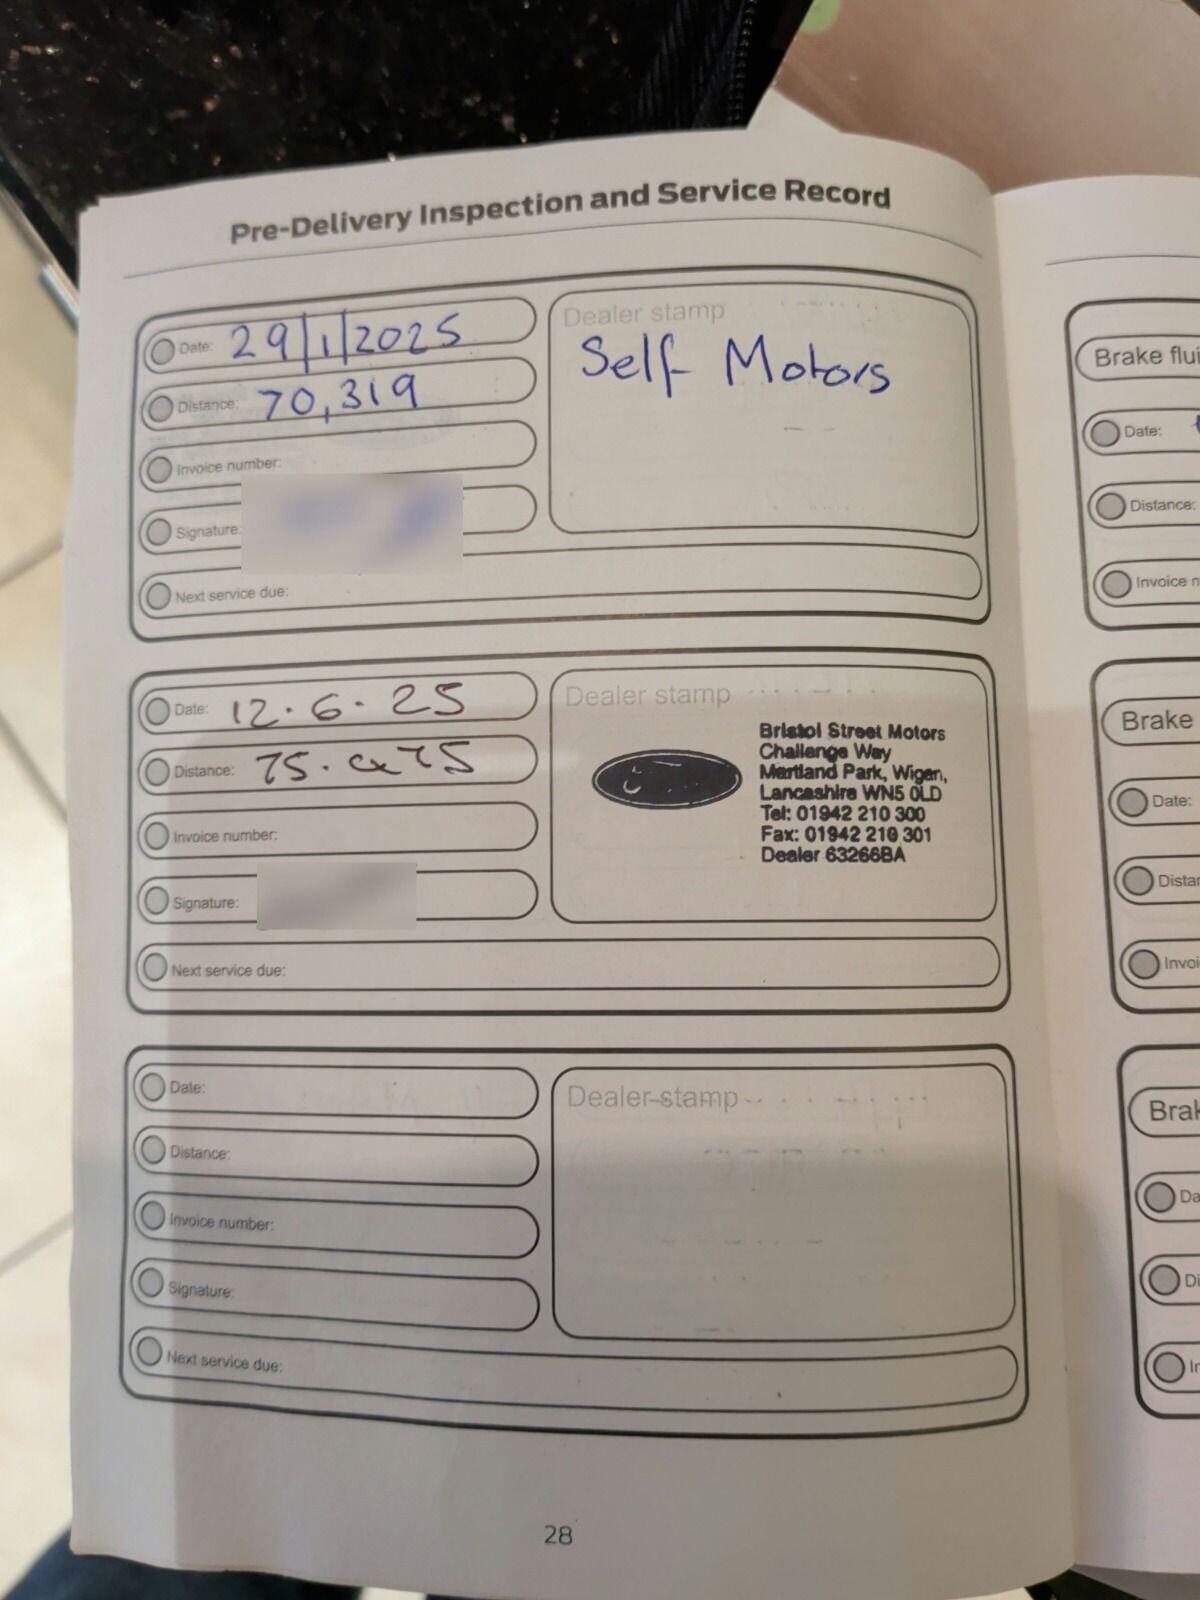 Pre-Delivery Inspection and Service Record
Date: 29/1/2025
Distance: 70,319
Invoice number:
Signature:
Next service due:
Dealer stamp
Self Motors
Date: 12.6.25
Distance:
Invoice number:
Signature:
Next service due:
Dealer stamp
Bristol Street Motors
Challenge Way
Martland Park, Wigan,
Lancashire WN5 0LD
Tel: 01942 210 300
Fax: 01942 210 301
Dealer 63266BA
Date:
Distance:
Invoice number:
Signature:
Next service due:
Dealer stamp
28
Brake
Date:
Distance:
Invoice
Brake
Date: